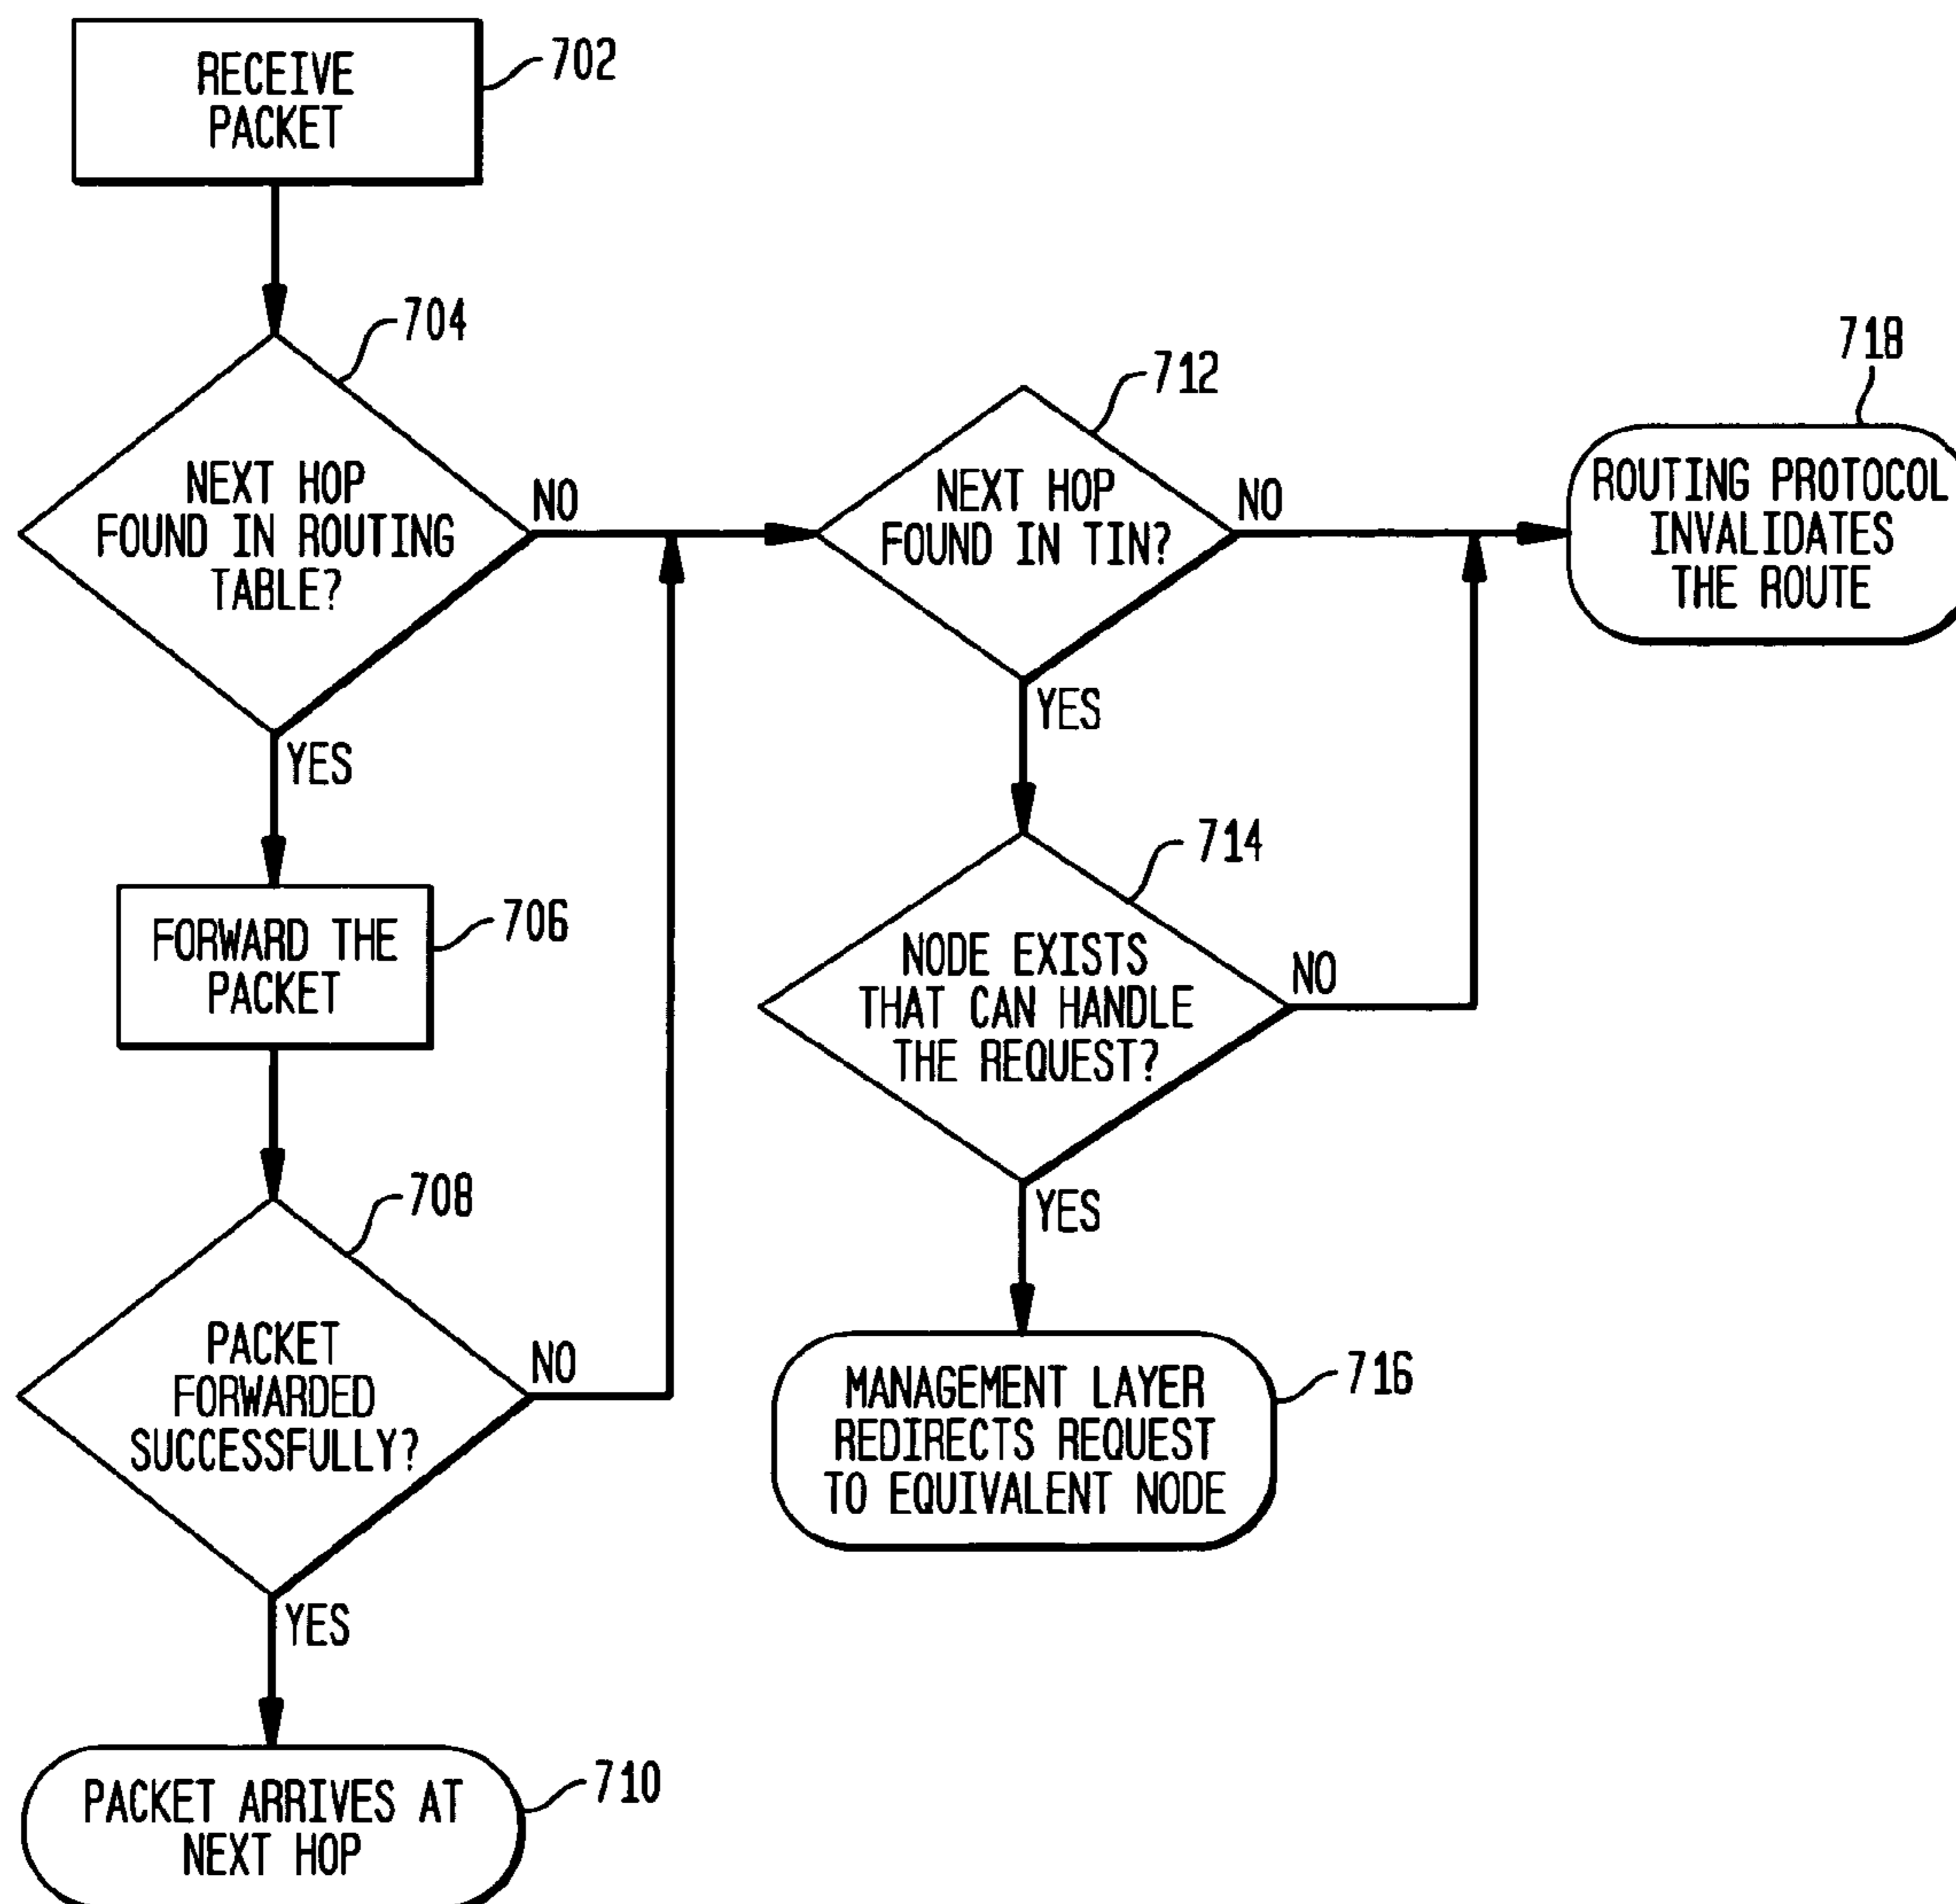 RECEIVE
PACKET
702
704
NEXT HOP
FOUND IN ROUTING
TABLE?
NO
YES
FORWARD THE
PACKET
706
708
PACKET
FORWARDED
SUCCESSFULLY?
NO
YES
PACKET ARRIVES AT
NEXT HOP
710
712
NEXT HOP
FOUND IN TIN?
NO
YES
714
NODE EXISTS
THAT CAN HANDLE
THE REQUEST?
NO
YES
MANAGEMENT LAYER
REDIRECTS REQUEST
TO EQUIVALENT NODE
716
718
ROUTING PROTOCOL
INVALIDATES
THE ROUTE